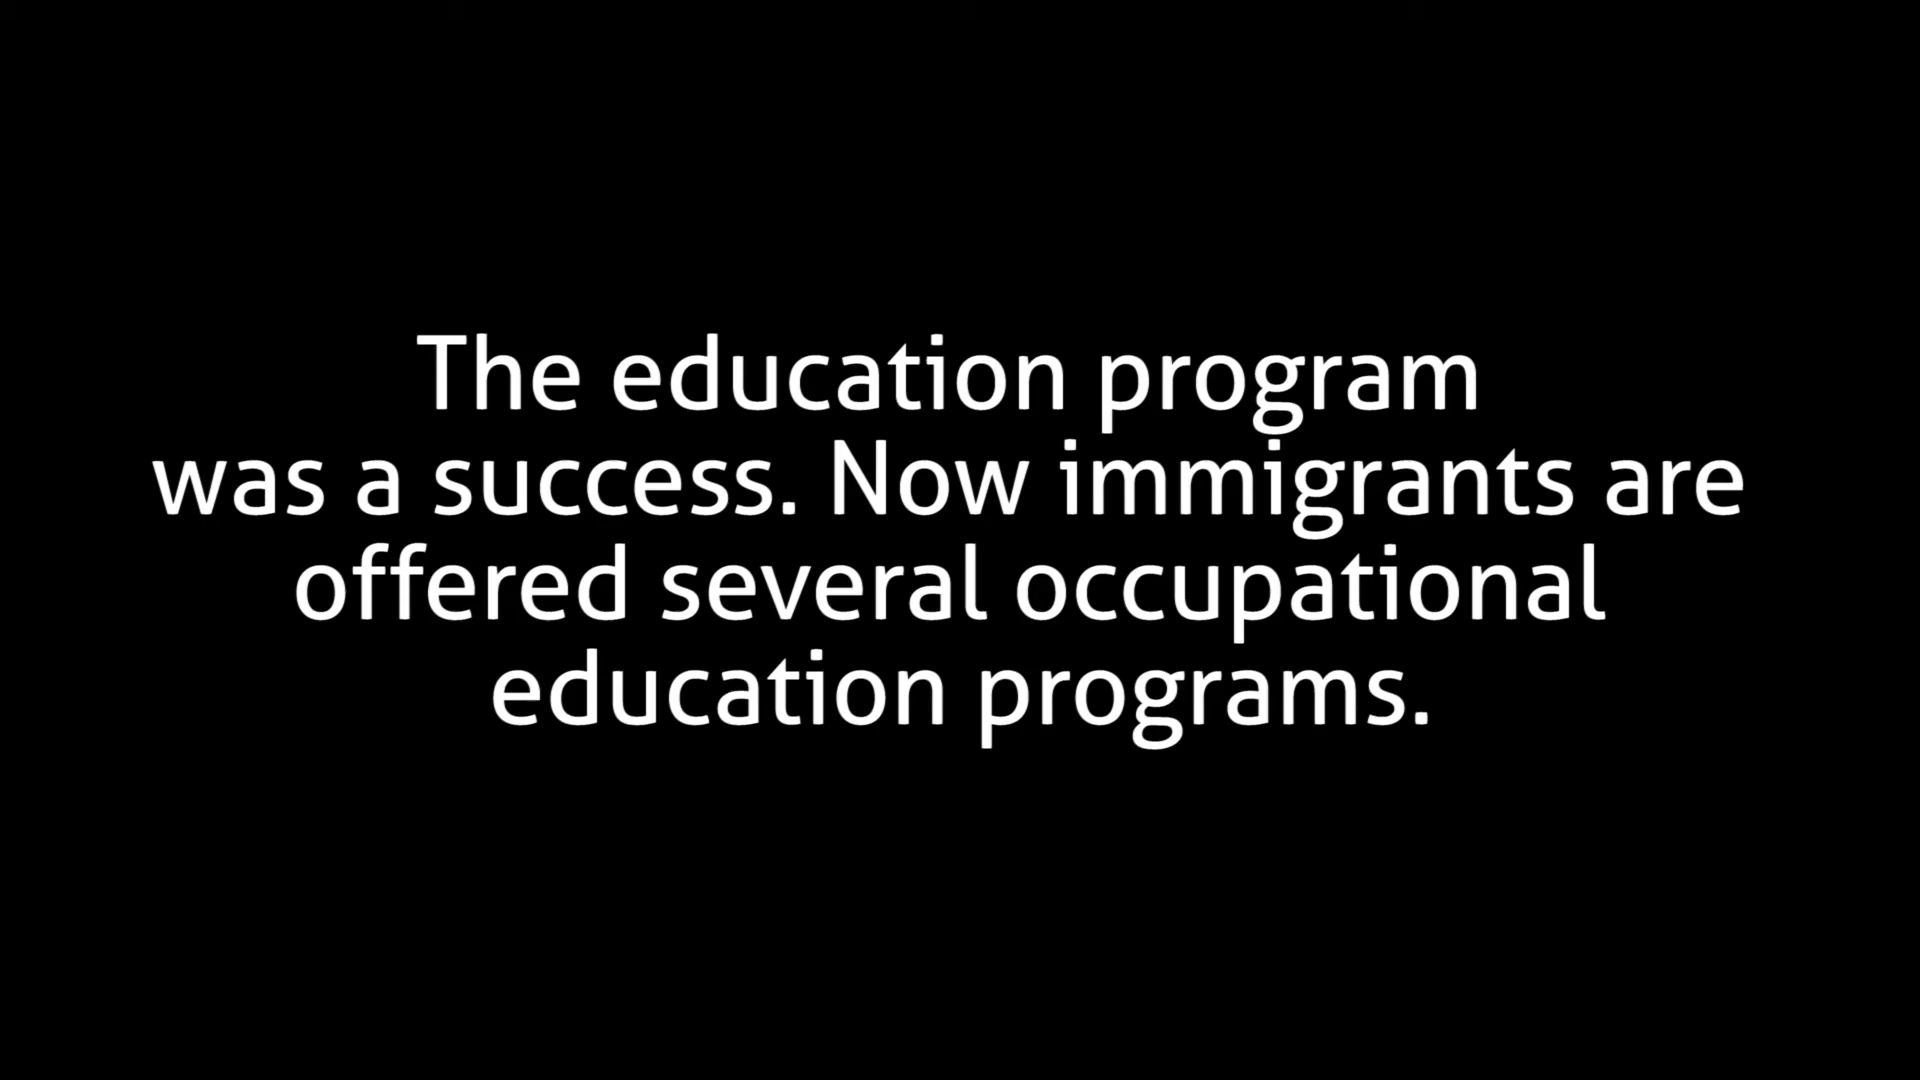 The education program
was a success. Now immigrants are
offered several occupational
education programs.